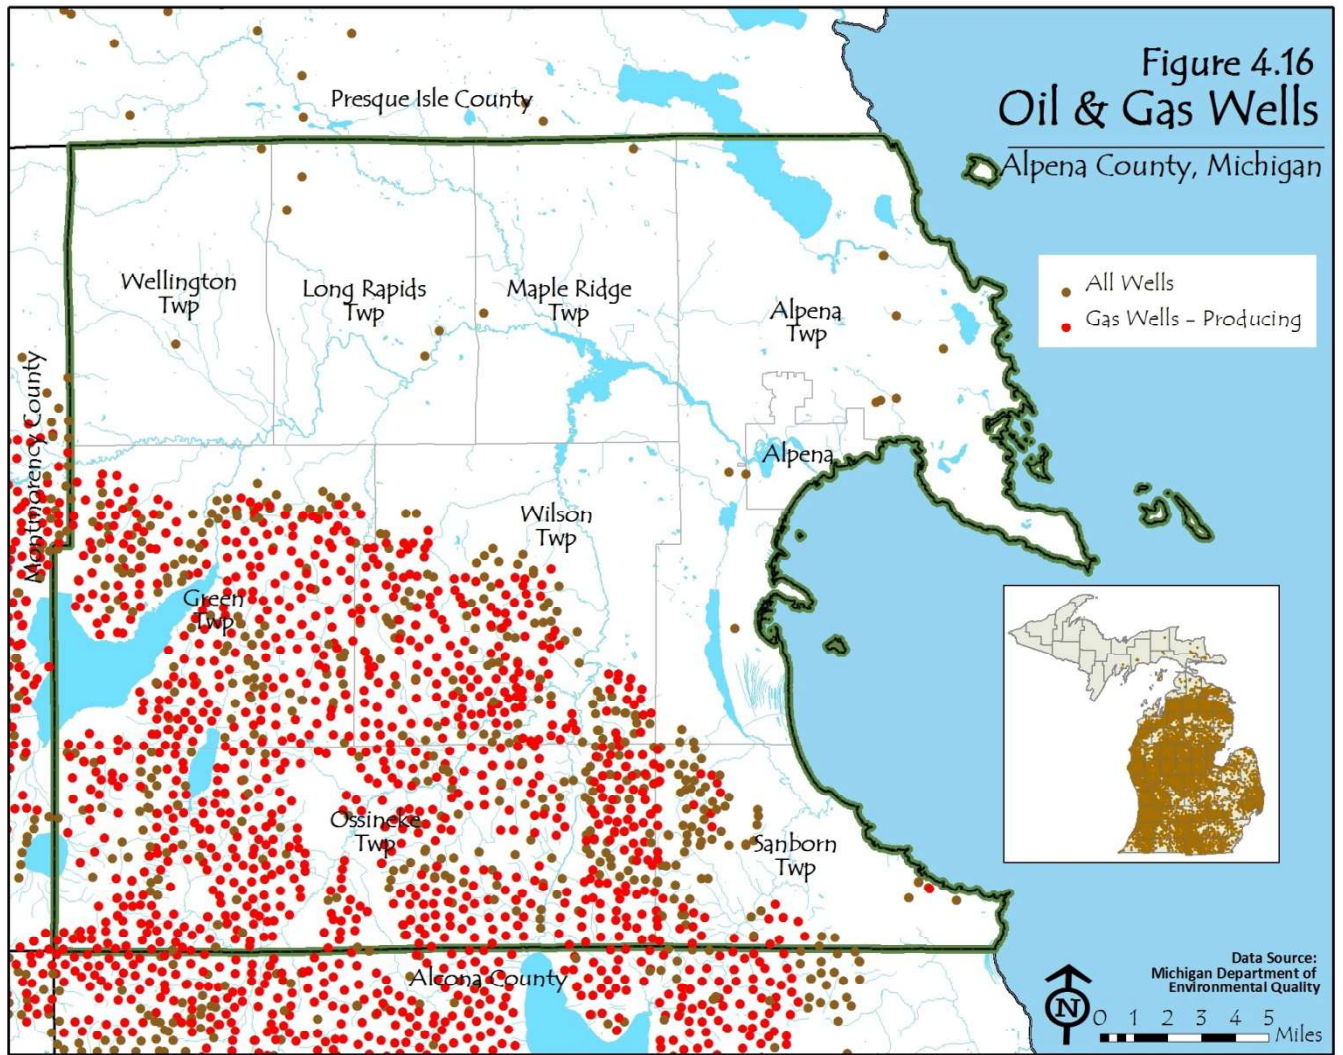 Figure 4.16
Oil & Gas Wells
Alpena County, Michigan
Presque Isle County
Wellington
Twp
Long Rapids
Twp
Maple Ridge
Twp
Alpena
Twp
All Wells
Gas Wells - Producing
Montmorency County
Alpena
Wilson
Twp
Green
Twp
Ossineke
Twp
Sanborn
Twp
Alcona County
Data Source:
Michigan Department of
Environmental Quality
N
0 1 2 3 4 5
Miles